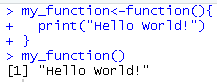 > my_function<-function(){
+   print("Hello World!")
+ }
> my_function()
[1] "Hello World!"